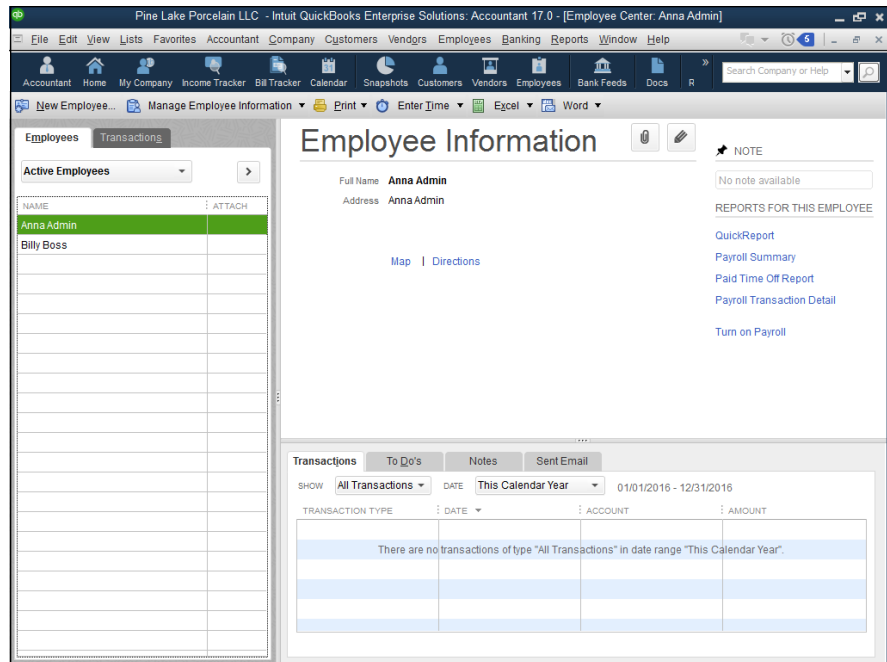 qb Pine Lake Porcelain LLC - Intuit QuickBooks Enterprise Solutions: Accountant 17.0 - [Employee Center: Anna Admin]
File Edit View Lists Favorites Accountant Company Customers Vendors Employees Banking Reports Window Help 5
Accountant Home My Company Income Tracker Bill Tracker Calendar Snapshots Customers Vendors Employees Bank Feeds Docs R » Search Company or Help
New Employee... Manage Employee Information Print Enter Time Excel Word
Employees Transactions
Active Employees
NAME ATTACH
Anna Admin
Billy Boss
Employee Information
Full Name Anna Admin
Address Anna Admin
Map | Directions
NOTE
No note available
REPORTS FOR THIS EMPLOYEE
QuickReport
Payroll Summary
Paid Time Off Report
Payroll Transaction Detail
Turn on Payroll
Transactions To Do's Notes Sent Email
SHOW All Transactions DATE This Calendar Year 01/01/2016 - 12/31/2016
TRANSACTION TYPE DATE ACCOUNT AMOUNT
There are no transactions of type "All Transactions" in date range "This Calendar Year".